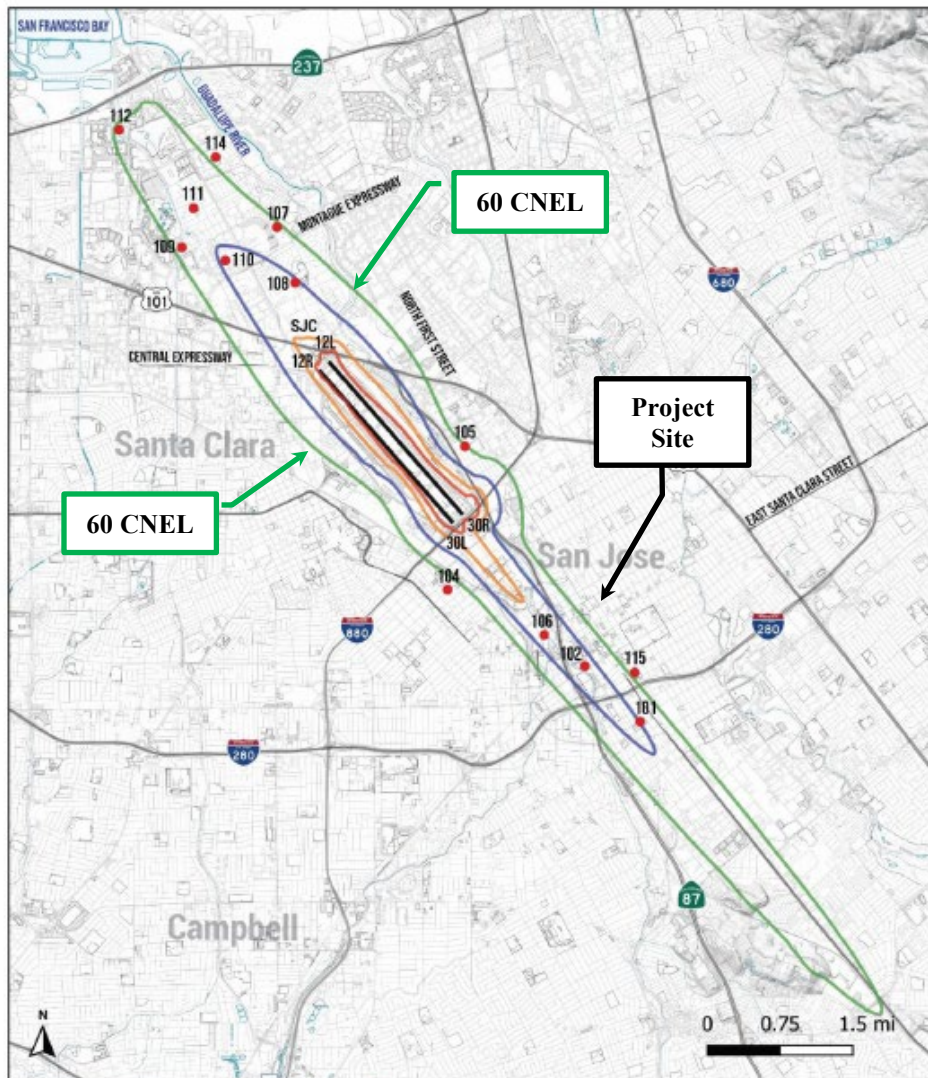 SAN FRANCISCO BAY
237
GUADALUPE RIVER
112
114
111
107
MONTAGUE EXPRESSWAY
60 CNEL
109
110
108
680
101
NORTH FIRST STREET
SJC
12L
12R
CENTRAL EXPRESSWAY
Project
Site
Santa Clara
105
EAST SANTA CLARA STREET
60 CNEL
30R
30L
San Jose
104
880
106
280
102
115
101
280
87
Campbell
N
0 0.75 1.5 mi